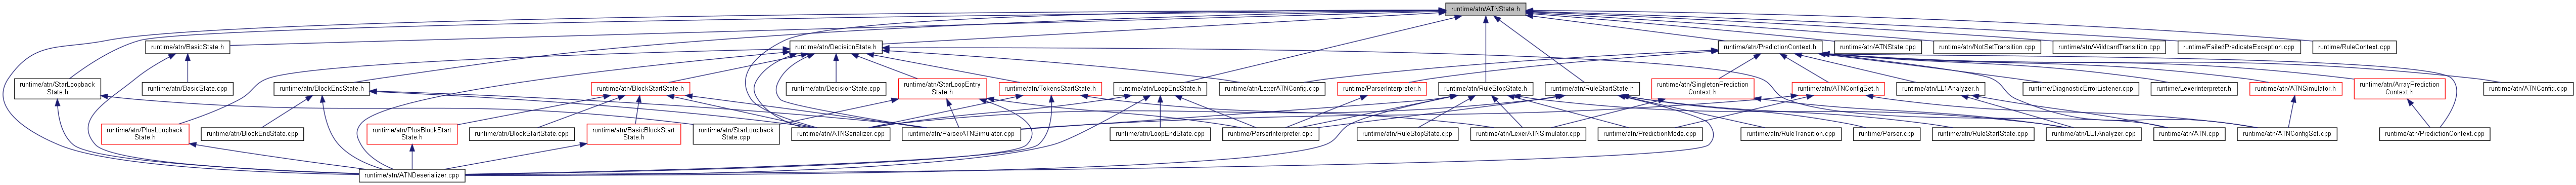 runtime/atn/ATNState.h
runtime/atn/BasicState.h
runtime/atn/DecisionState.h
runtime/atn/PredictionContext.h
runtime/atn/ATNState.cpp
runtime/atn/NotSetTransition.cpp
runtime/atn/WildcardTransition.cpp
runtime/FailedPredicateException.cpp
runtime/RuleContext.cpp
runtime/atn/StarLoopback
State.h
runtime/atn/BasicState.cpp
runtime/atn/BlockEndState.h
runtime/atn/BlockStartState.h
runtime/atn/DecisionState.cpp
runtime/atn/StarLoopEntry
State.h
runtime/atn/TokensStartState.h
runtime/atn/LoopEndState.h
runtime/atn/LexerATNConfig.cpp
runtime/ParserInterpreter.h
runtime/atn/RuleStopState.h
runtime/atn/RuleStartState.h
runtime/atn/SingletonPrediction
Context.h
runtime/atn/ATNConfigSet.h
runtime/atn/LL1Analyzer.h
runtime/DiagnosticErrorListener.cpp
runtime/LexerInterpreter.h
runtime/atn/ATNSimulator.h
runtime/atn/ArrayPrediction
Context.h
runtime/atn/ATNConfig.cpp
runtime/atn/PlusLoopback
State.h
runtime/atn/BlockEndState.cpp
runtime/atn/PlusBlockStart
State.h
runtime/atn/BlockStartState.cpp
runtime/atn/BasicBlockStart
State.h
runtime/atn/StarLoopback
State.cpp
runtime/atn/ATNSerializer.cpp
runtime/atn/ParserATNSimulator.cpp
runtime/atn/LoopEndState.cpp
runtime/ParserInterpreter.cpp
runtime/atn/RuleStopState.cpp
runtime/atn/LexerATNSimulator.cpp
runtime/atn/PredictionMode.cpp
runtime/atn/RuleTransition.cpp
runtime/Parser.cpp
runtime/atn/RuleStartState.cpp
runtime/atn/LL1Analyzer.cpp
runtime/atn/ATN.cpp
runtime/atn/ATNConfigSet.cpp
runtime/atn/PredictionContext.cpp
runtime/atn/ATNDeserializer.cpp